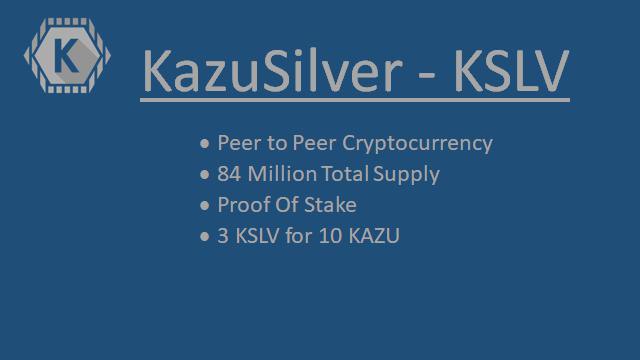 K
KazuSilver - KSLV
• Peer to Peer Cryptocurrency
• 84 Million Total Supply
• Proof Of Stake
• 3 KSLV for 10 KAZU